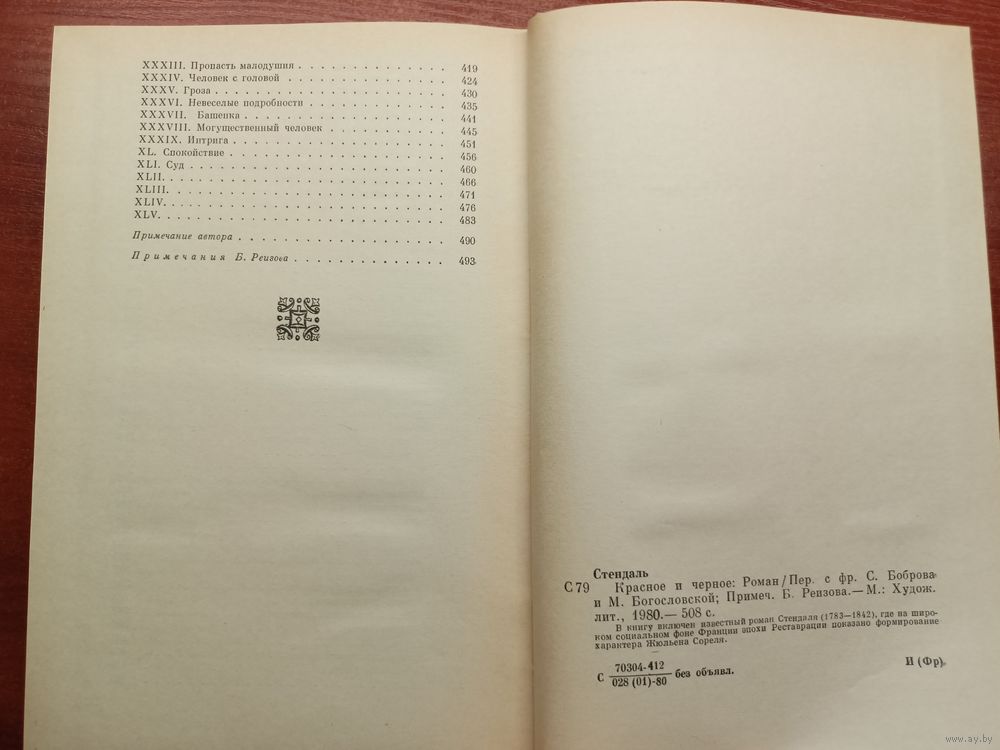 XXXIII. Пропасть малодушия . . . . . . . . . . . . . 419
XXXIV. Человек с головой . . . . . . . . . . . . . . 424
XXXV. Гроза . . . . . . . . . . . . . . . . . . . . 430
XXXVI. Невеселые подробности . . . . . . . . . . . . 435
XXXVII. Башенка . . . . . . . . . . . . . . . . . . 441
XXXVIII. Могущественный человек . . . . . . . . . . 445
XXXIX. Интрига . . . . . . . . . . . . . . . . . . . 451
XL. Спокойствие . . . . . . . . . . . . . . . . . . 456
XLI. Суд . . . . . . . . . . . . . . . . . . . . . . 460
XLII. . . . . . . . . . . . . . . . . . . . . . . . 466
XLIII. . . . . . . . . . . . . . . . . . . . . . . . 471
XLIV. . . . . . . . . . . . . . . . . . . . . . . . 476
XLV. . . . . . . . . . . . . . . . . . . . . . . . . 483
Примечание автора . . . . . . . . . . . . . . . . . 490
Примечания Б. Реизова . . . . . . . . . . . . . . . 493
Стендаль
С 79 Красное и черное: Роман/Пер. с фр. С. Боброва
и М. Богословской; Примеч. Б. Реизова.— М.: Худож.
лит., 1980.— 508 с.
В книгу включен известный роман Стендаля (1783—1842), где на широ-
ком социальном фоне Франции эпохи Реставрации показано формирование
характера Жюльена Сореля.
С 70304-412
028 (01)-80 без объявл. И (Фр)
www.ay.by